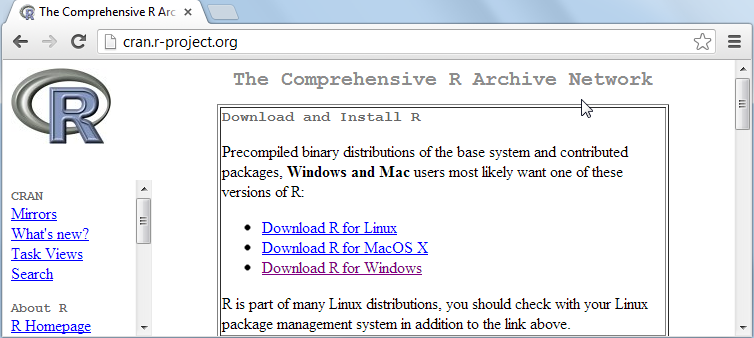 The Comprehensive R Arc
cran.r-project.org
R
CRAN
Mirrors
What's new?
Task Views
Search
About R
R Homepage
The Comprehensive R Archive Network
Download and Install R
Precompiled binary distributions of the base system and contributed
packages, Windows and Mac users most likely want one of these
versions of R:
Download R for Linux
Download R for MacOS X
Download R for Windows
R is part of many Linux distributions, you should check with your Linux
package management system in addition to the link above.